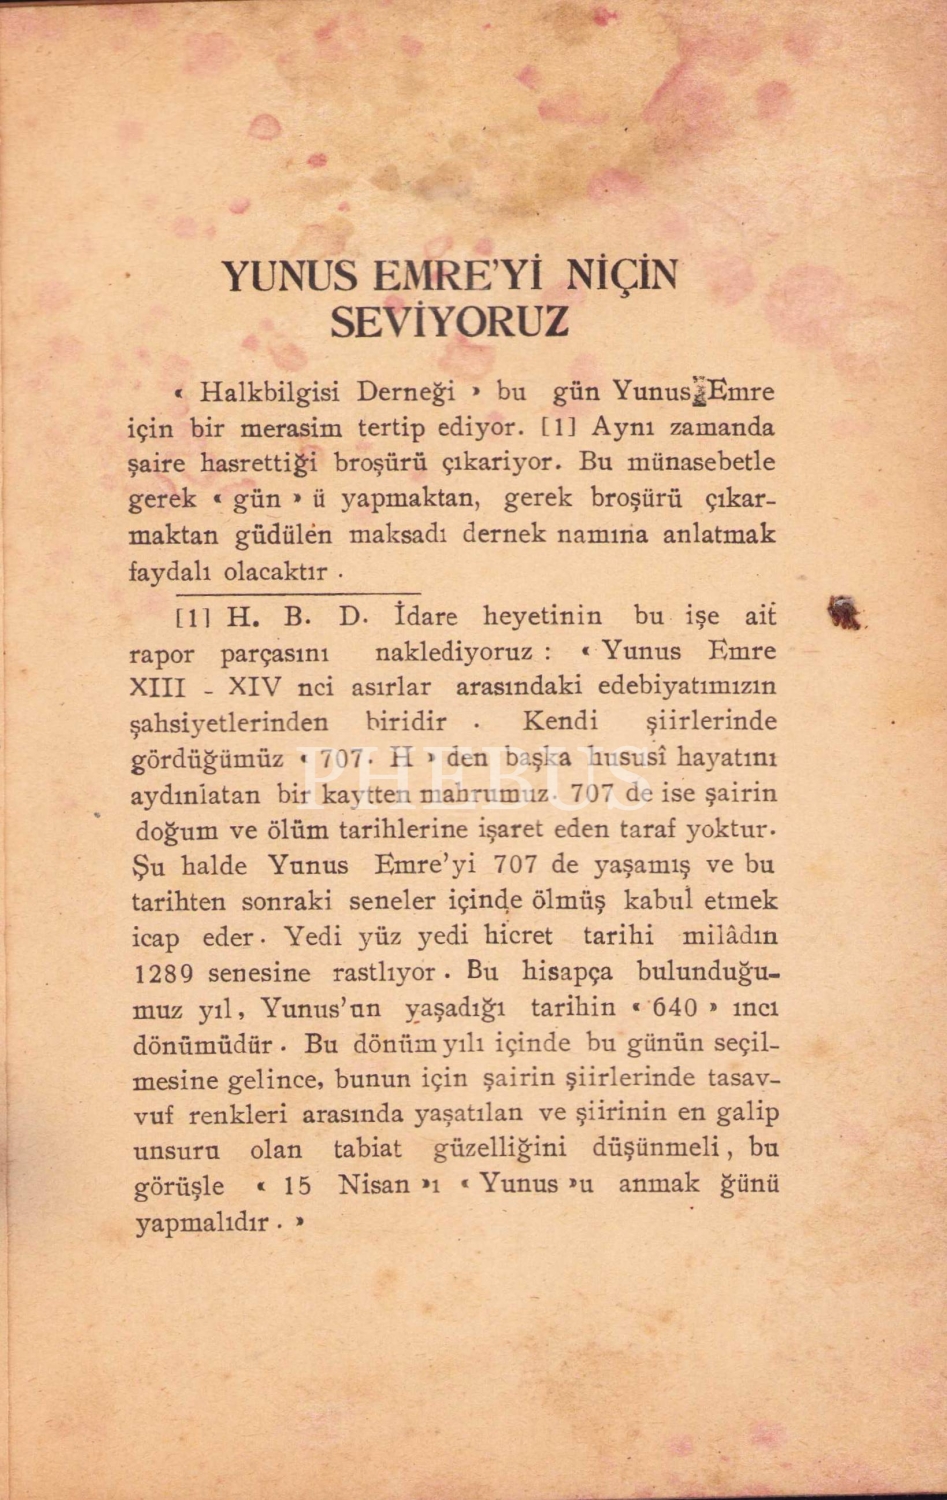 YUNUS EMRE'Yİ NİÇİN
SEVİYORUZ
« Halkbilgisi Derneği » bu gün Yunus Emre
için bir merasim tertip ediyor. [1] Aynı zamanda
şaire hasrettiği broşürü çıkariyor. Bu münasebetle
gerek « gün » ü yapmaktan, gerek broşürü çıkar-
maktan güdülen maksadı dernek namına anlatmak
faydalı olacaktır .
[1] H. B. D. İdare heyetinin bu işe ait
rapor parçasını naklediyoruz : « Yunus Emre
XIII - XIV nci asırlar arasındaki edebiyatımızın
şahsiyetlerinden biridir . Kendi şiirlerinde
gördüğümüz « 707. H » den başka hususî hayatını
PHEBUS
aydınlatan bir kaytten mahrumuz. 707 de ise şairin
doğum ve ölüm tarihlerine işaret eden taraf yoktur.
Şu halde Yunus Emre'yi 707 de yaşamış ve bu
tarihten sonraki seneler içinde ölmüş kabul etmek
icap eder. Yedi yüz yedi hicret tarihi milâdın
1289 senesine rastlıyor . Bu hisapça bulunduğu-
muz yıl, Yunus'un yaşadığı tarihin « 640 » ıncı
dönümüdür . Bu dönüm yılı içinde bu günün seçil-
mesine gelince, bunun için şairin şiirlerinde tasav-
vuf renkleri arasında yaşatılan ve şiirinin en galip
unsuru olan tabiat güzelliğini düşünmeli , bu
görüşle « 15 Nisan »ı « Yunus »u anmak günü
yapmalıdır . »